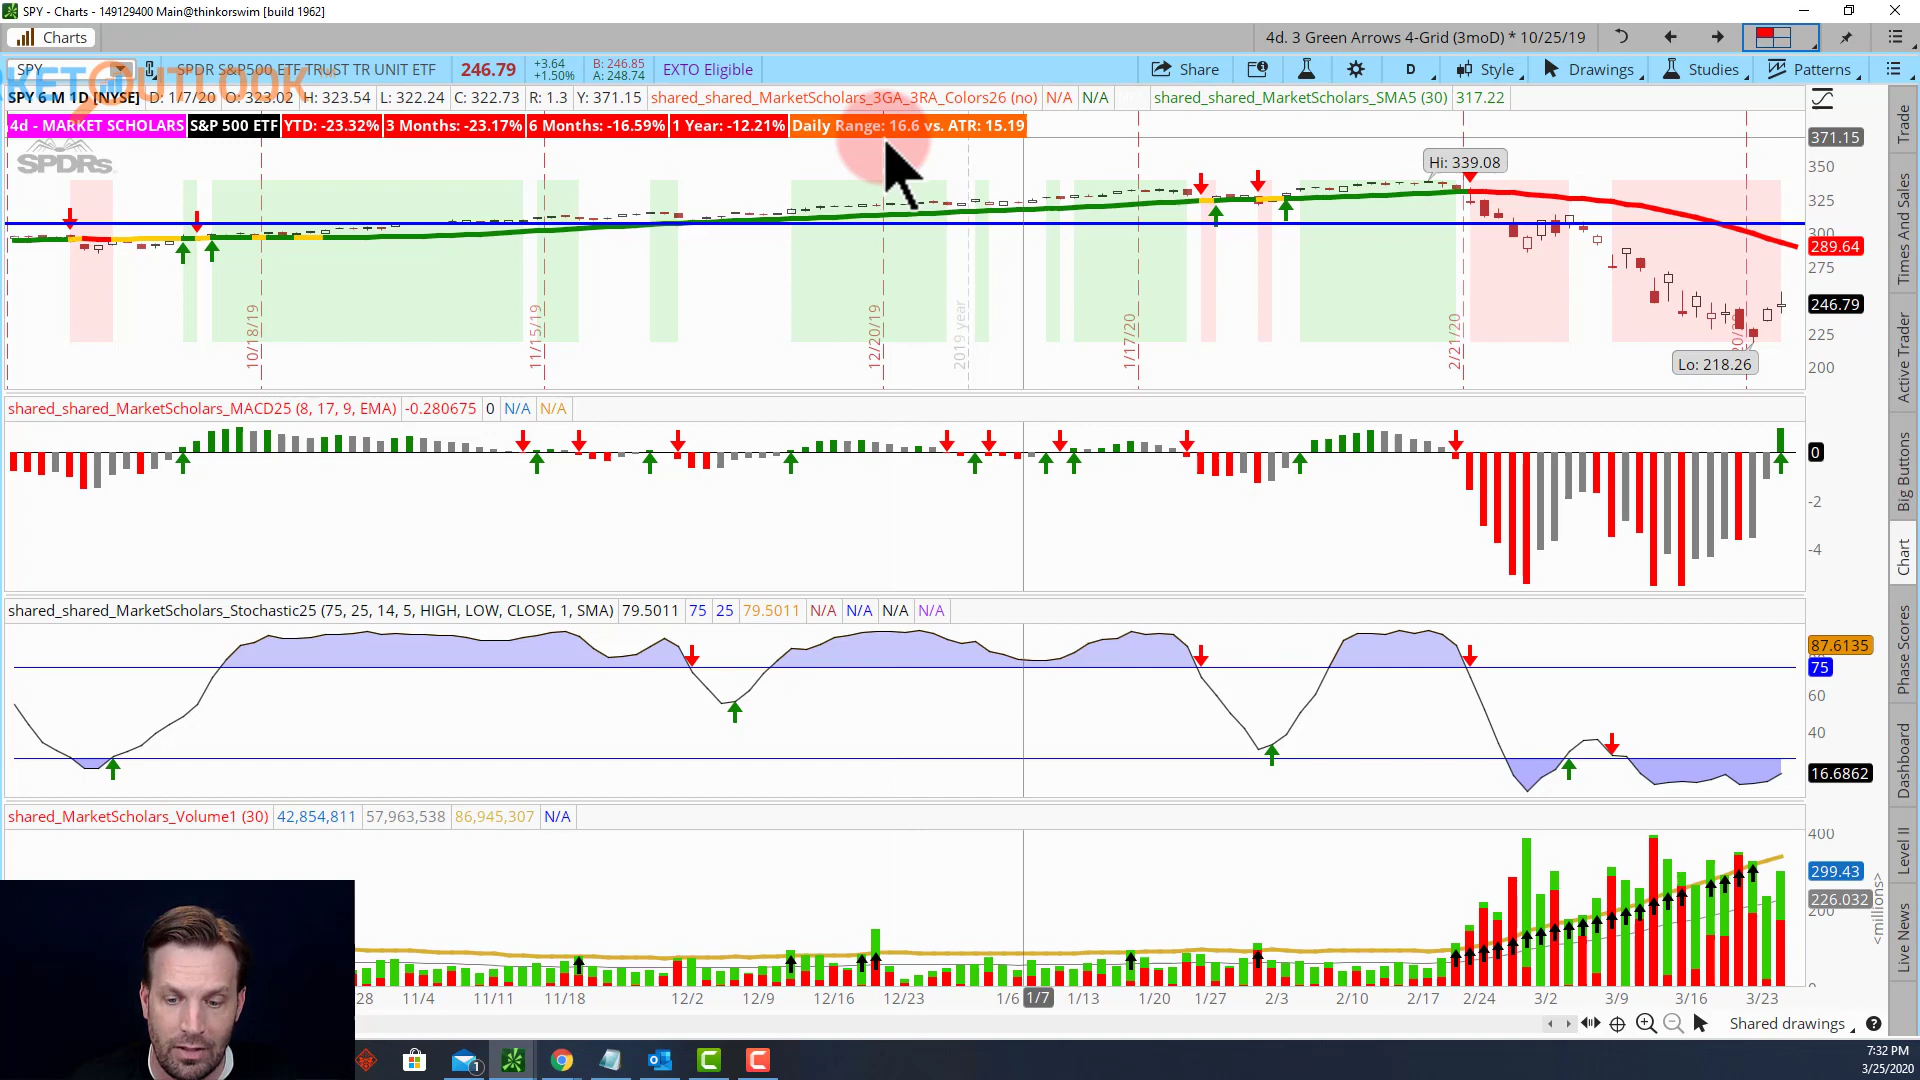 SPY - Charts - 149129400 Main@thinkorswim [build 1962]
Charts
4d. 3 Green Arrows 4-Grid (3moD) * 10/25/19
SPY
SPDR S&P500 ETF TRUST TR UNIT ETF
246.79
+3.64
+1.50%
B: 246.85
A: 248.74
EXTO Eligible
Share
D
Style
Drawings
Studies
Patterns
KET OUTLOOK
SPY 6 M 1D [NYSE] D: 1/7/20 O: 323.02 H: 323.54 L: 322.24 C: 322.73 R: 1.3 Y: 371.15 shared_shared_MarketScholars_3GA_3RA_Colors26 (no) N/A N/A shared_shared_MarketScholars_SMA5 (30) 317.22
4d - MARKET SCHOLARS S&P 500 ETF YTD: -23.32% 3 Months: -23.17% 6 Months: -16.59% 1 Year: -12.21% Daily Range: 16.6 vs. ATR: 15.19
SPDRs
371.15
350
325
300
289.64
275
246.79
225
200
Hi: 339.08
Lo: 218.26
10/18/19
11/15/19
12/20/19
2019 year
1/17/20
2/21/20
shared_shared_MarketScholars_MACD25 (8, 17, 9, EMA) -0.280675 0 N/A N/A
0
-2
-4
shared_shared_MarketScholars_Stochastic25 (75, 25, 14, 5, HIGH, LOW, CLOSE, 1, SMA) 79.5011 75 25 79.5011 N/A N/A N/A N/A
87.6135
75
60
40
16.6862
shared_MarketScholars_Volume1 (30) 42,854,811 57,963,538 86,945,307 N/A
400
299.43
226.032
200
<millions>
28 11/4 11/11 11/18 12/2 12/9 12/16 12/23 1/6 1/7 1/13 1/20 1/27 2/3 2/10 2/17 2/24 3/2 3/9 3/16 3/23
Shared drawings
Trade
Times And Sales
Active Trader
Big Buttons
Chart
Phase Scores
Dashboard
Level II
Live News
1
7:32 PM
3/25/2020